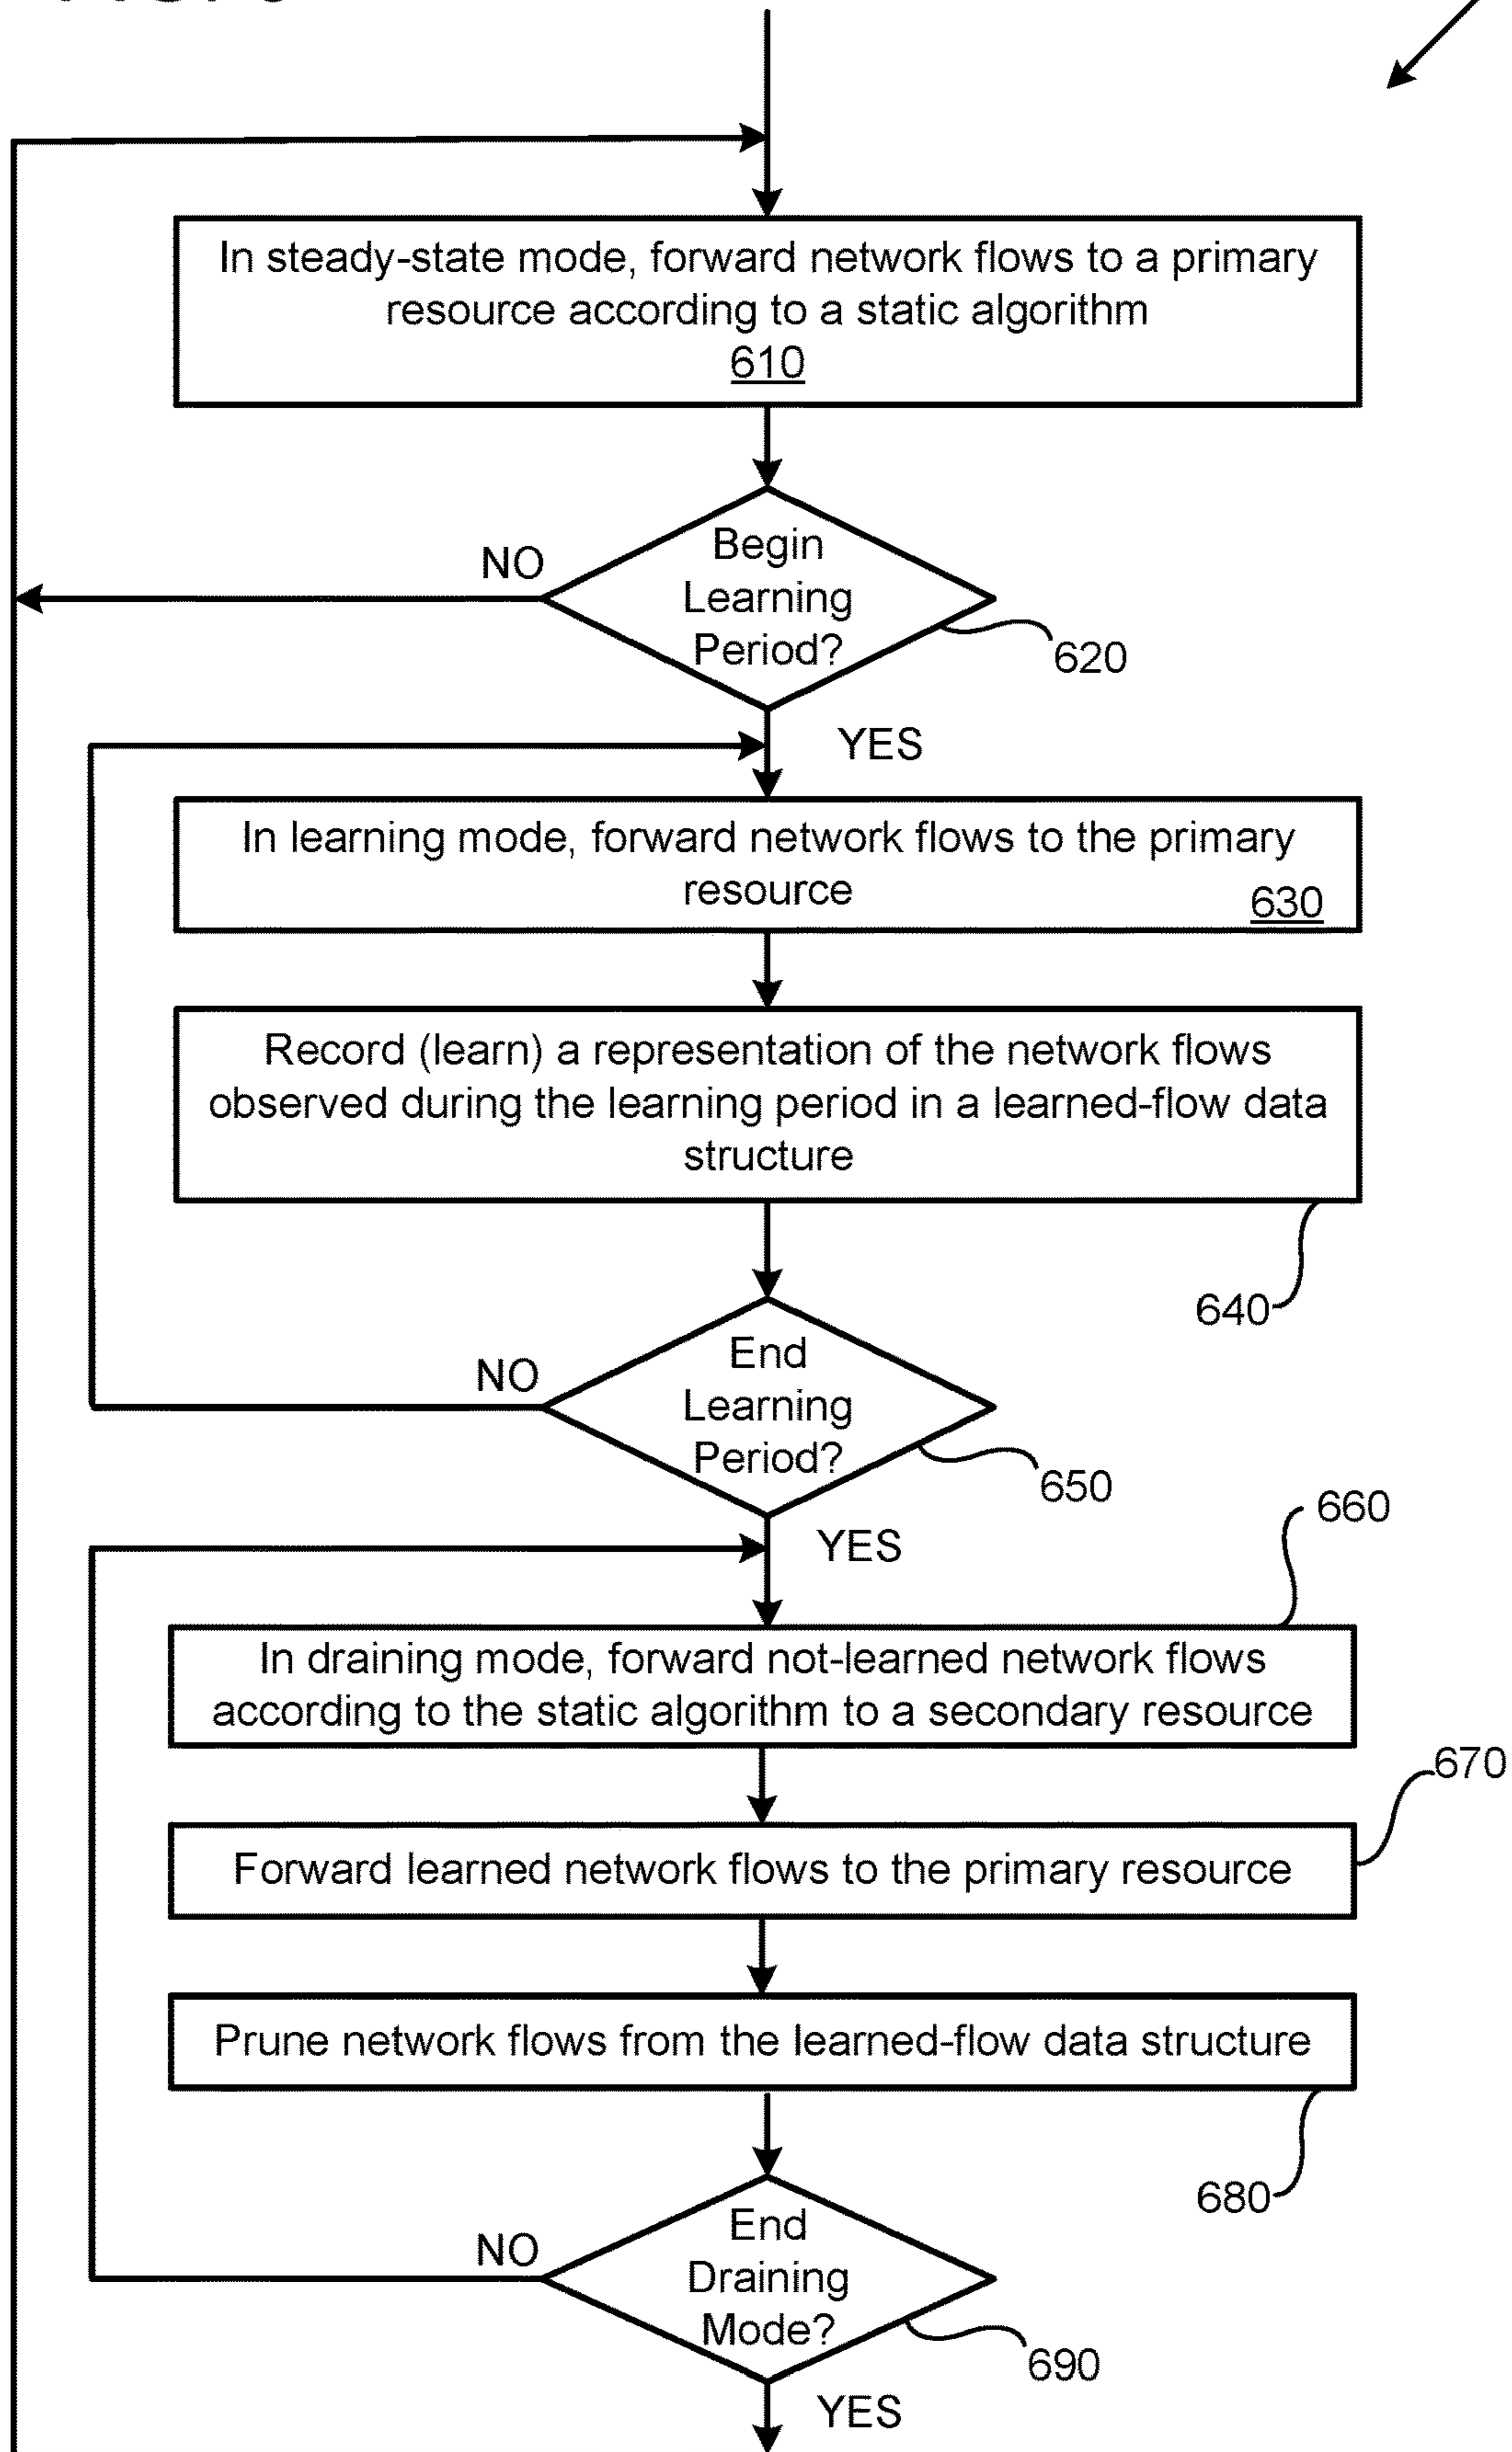 In steady-state mode, forward network flows to a primary
resource according to a static algorithm
610
Begin
Learning
Period?
NO
620
YES
In learning mode, forward network flows to the primary
resource
630
Record (learn) a representation of the network flows
observed during the learning period in a learned-flow data
structure
640
End
Learning
Period?
NO
650
660
YES
In draining mode, forward not-learned network flows
according to the static algorithm to a secondary resource
670
Forward learned network flows to the primary resource
Prune network flows from the learned-flow data structure
680
End
Draining
Mode?
NO
690
YES